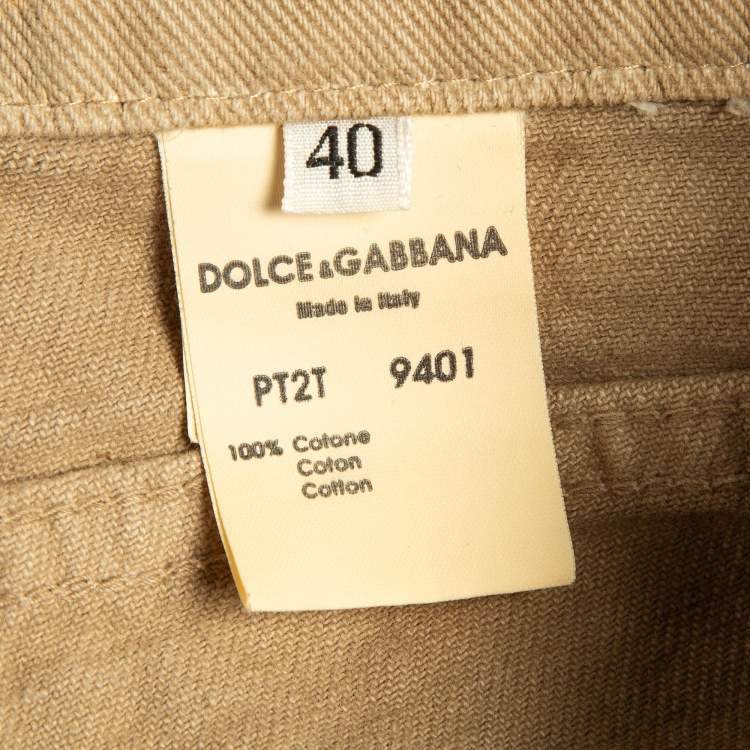 40
DOLCE&GABBANA
Made in Italy
PT2T 9401
100% Cotone
Coton
Cotton